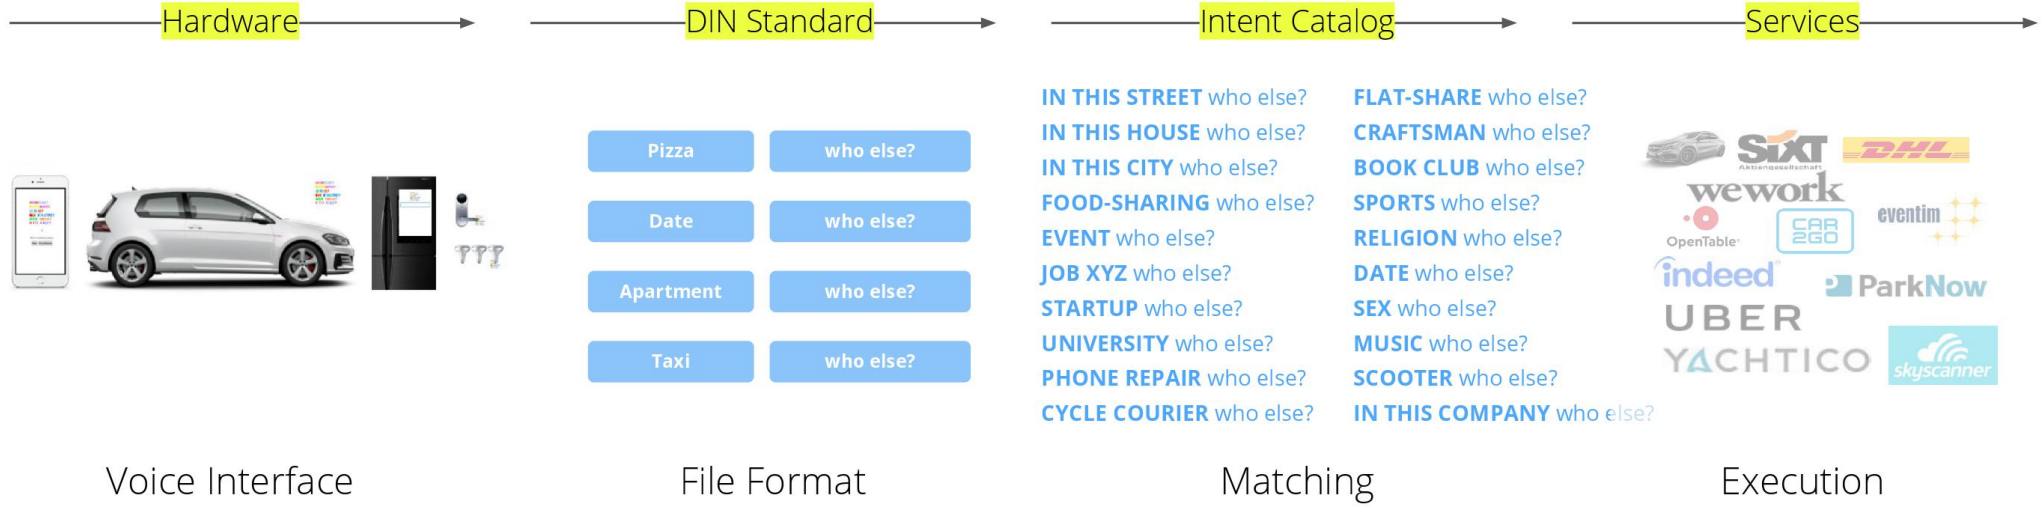 Hardware
DIN Standard
Intent Catalog
Services
Pizza who else?
Date who else?
Apartment who else?
Taxi who else?
IN THIS STREET who else?
IN THIS HOUSE who else?
IN THIS CITY who else?
FOOD-SHARING who else?
EVENT who else?
JOB XYZ who else?
STARTUP who else?
UNIVERSITY who else?
PHONE REPAIR who else?
CYCLE COURIER who else?
FLAT-SHARE who else?
CRAFTSMAN who else?
BOOK CLUB who else?
SPORTS who else?
RELIGION who else?
DATE who else?
SEX who else?
MUSIC who else?
SCOOTER who else?
IN THIS COMPANY who else?
SIXT
Aktiengesellschaft
DHL
wework
OpenTable
CAR
2GO
eventim
indeed
ParkNow
UBER
YACHTICO
skyscanner
Voice Interface
File Format
Matching
Execution